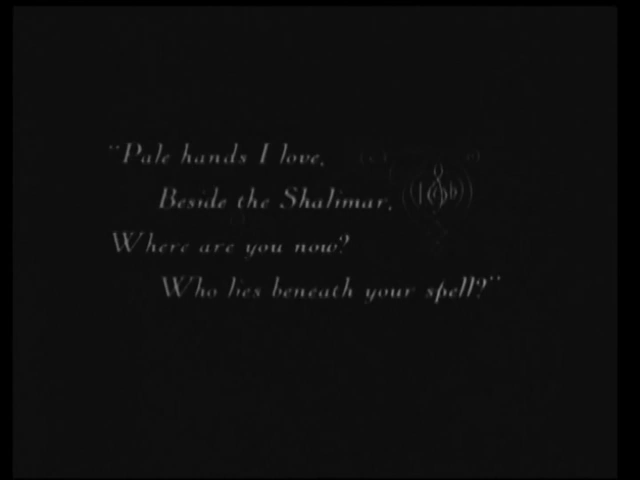 "Pale hands I love,
Beside the Shalimar,
Where are you now?
Who lies beneath your spell?"